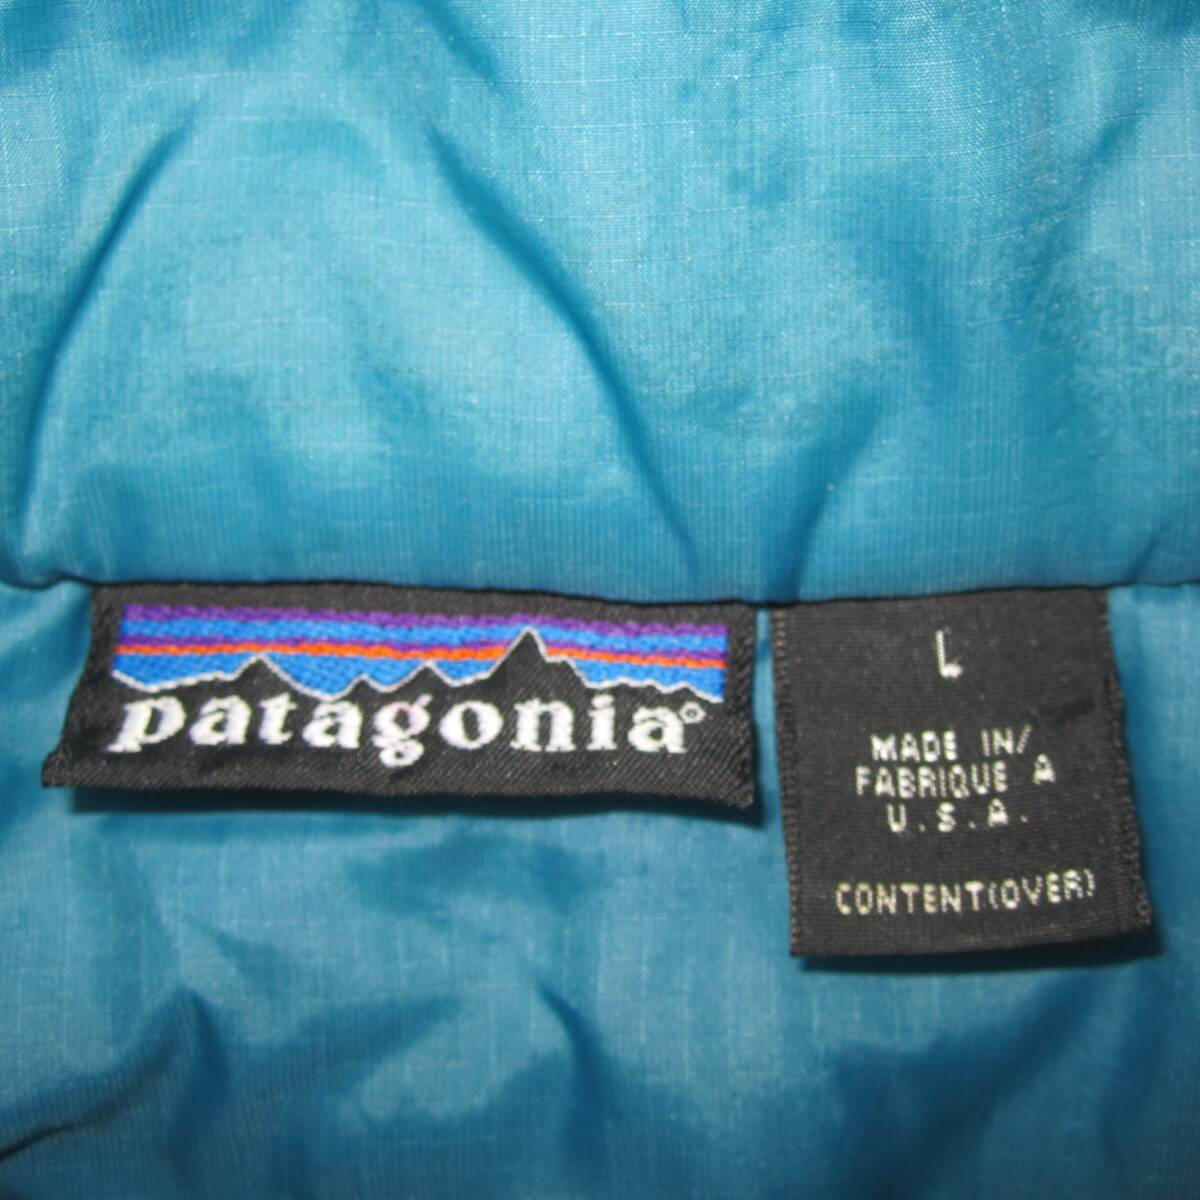 patagonia®
L
MADE IN/
FABRIQUE A
U.S.A.
CONTENT(OVER)